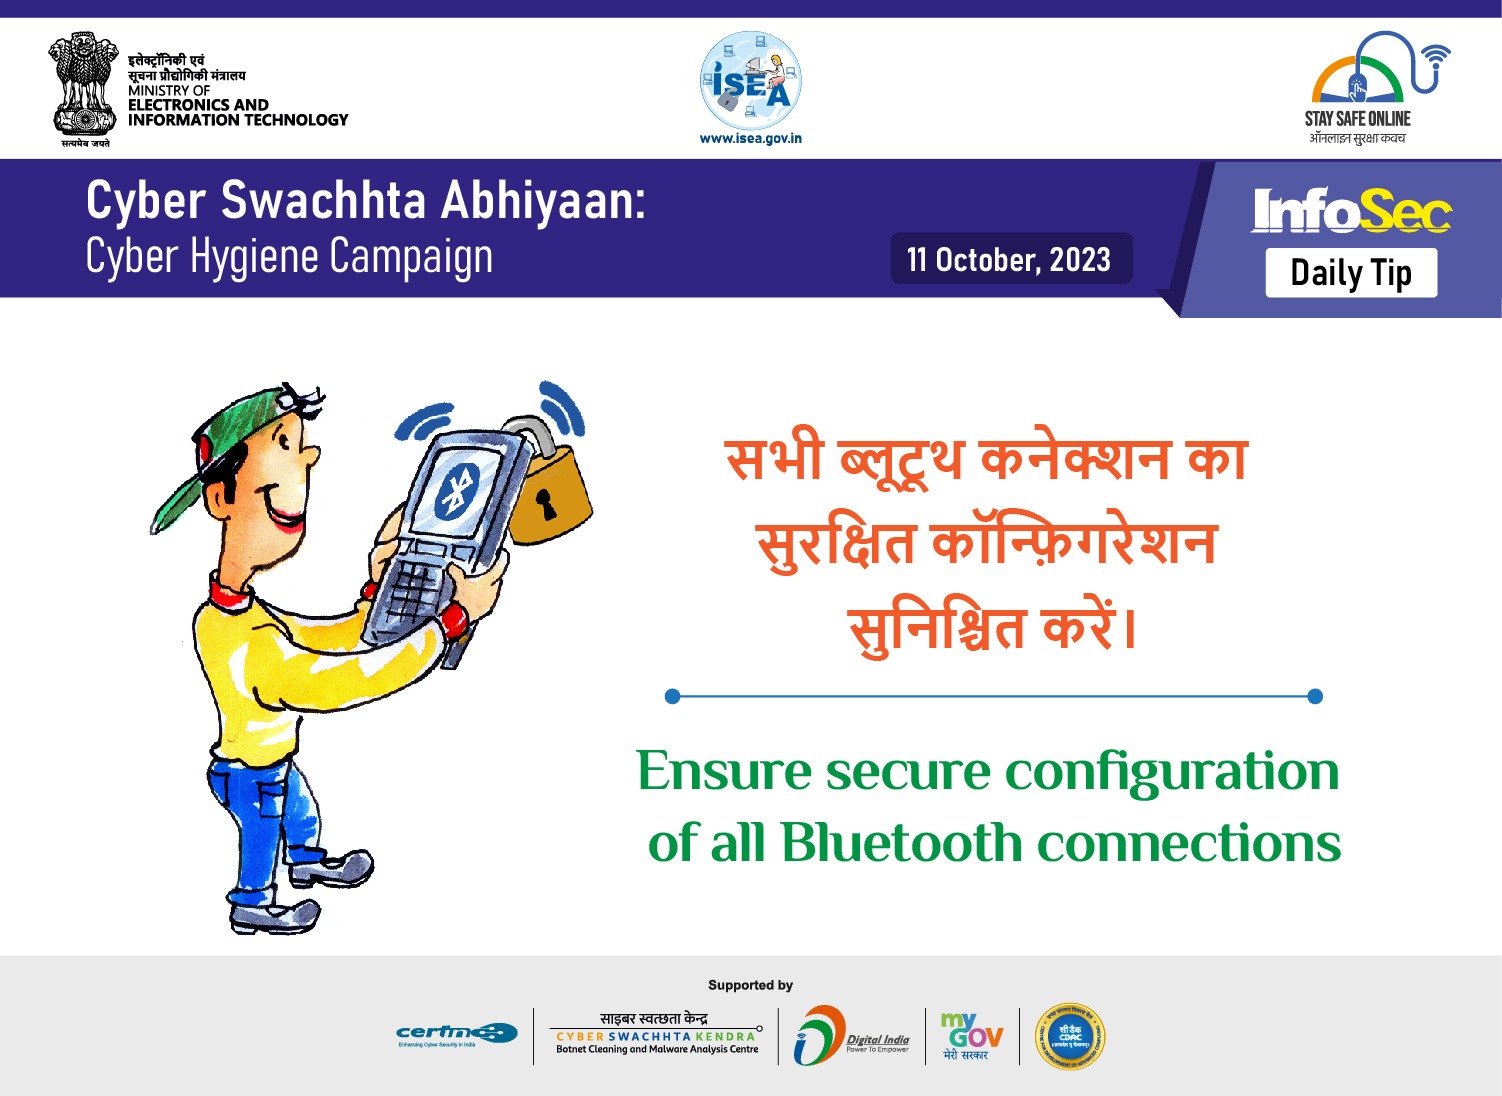 इलेक्ट्रॉनिकी एवं
सूचना प्रौद्योगिकी मंत्रालय
MINISTRY OF
ELECTRONICS AND
INFORMATION TECHNOLOGY
सत्यमेव जयते
ISEA
www.isea.gov.in
STAY SAFE ONLINE
ऑनलाइन सुरक्षा कवच
Cyber Swachhta Abhiyaan:
Cyber Hygiene Campaign
11 October, 2023
InfoSec
Daily Tip
सभी ब्लूटूथ कनेक्शन का
सुरक्षित कॉन्फ़िगरेशन
सुनिश्चित करें।
Ensure secure configuration
of all Bluetooth connections
Supported by
Enhancing Cyber Security in India
साइबर स्वच्छता केन्द्र
CYBER SWACHHTA KENDRA
Botnet Cleaning and Malware Analysis Centre
Digital India
Power To Empower
my
GOV
मेरी सरकार
सी डैक
CDAC